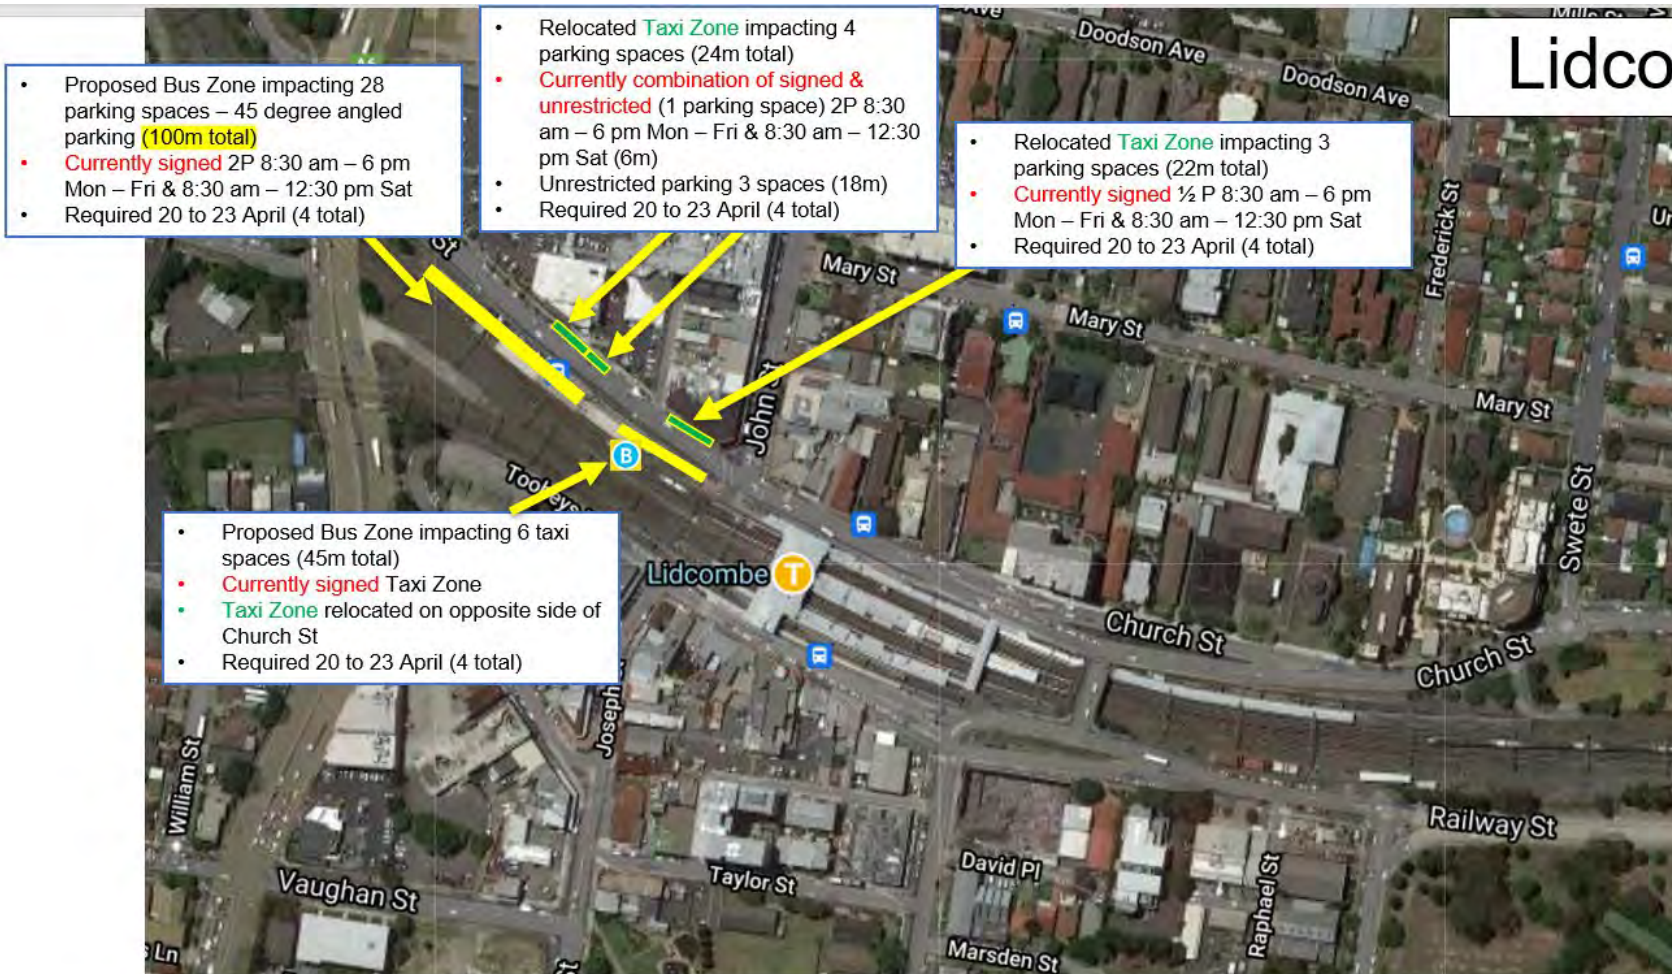 Lidco
• Proposed Bus Zone impacting 28
parking spaces – 45 degree angled
parking (100m total)
• Currently signed 2P 8:30 am – 6 pm
Mon – Fri & 8:30 am – 12:30 pm Sat
• Required 20 to 23 April (4 total)
• Relocated Taxi Zone impacting 4
parking spaces (24m total)
• Currently combination of signed &
unrestricted (1 parking space) 2P 8:30
am – 6 pm Mon – Fri & 8:30 am – 12:30
pm Sat (6m)
• Unrestricted parking 3 spaces (18m)
• Required 20 to 23 April (4 total)
• Relocated Taxi Zone impacting 3
parking spaces (22m total)
• Currently signed ½ P 8:30 am – 6 pm
Mon – Fri & 8:30 am – 12:30 pm Sat
• Required 20 to 23 April (4 total)
• Proposed Bus Zone impacting 6 taxi
spaces (45m total)
• Currently signed Taxi Zone
• Taxi Zone relocated on opposite side of
Church St
• Required 20 to 23 April (4 total)
A6
Ave
Doodson Ave
Doodson Ave
St
Mary St
Mary St
Mary St
Frederick St
John St
Swete St
B
Lidcombe
T
Church St
Church St
Joseph
William St
Railway St
Vaughan St
Taylor St
David Pl
Raphael St
Marsden St
Ln
St